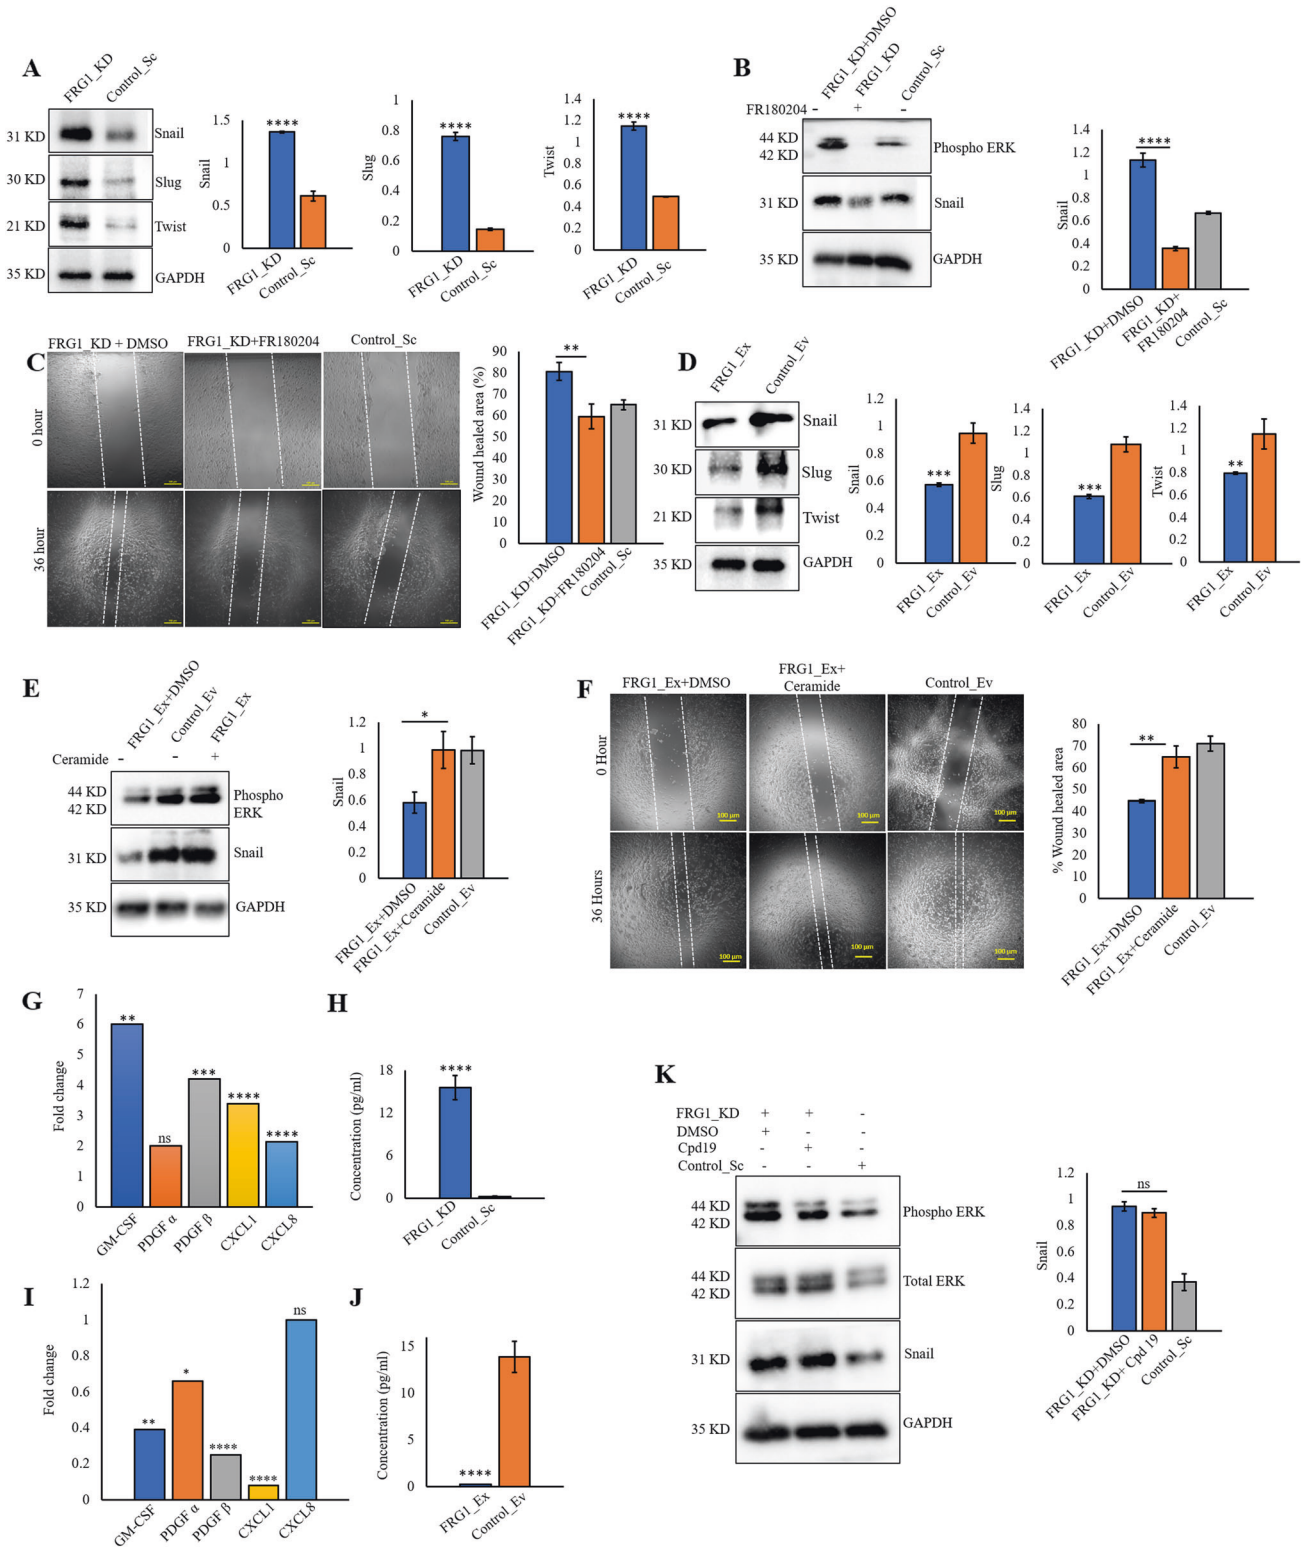 A
FRG1_KD
Control_Sc
31 KD
Snail
30 KD
Slug
21 KD
Twist
35 KD
GAPDH
Snail
1.5
1
0.5
0
****
FRG1_KD
Control_Sc
Slug
1
0.8
0.6
0.4
0.2
0
****
FRG1_KD
Control_Sc
Twist
1.4
1.2
1
0.8
0.6
0.4
0.2
0
****
FRG1_KD
Control_Sc
B
FRG1_KD+DMSO
FRG1_KD
Control_Sc
FR180204 - + -
44 KD
42 KD
Phospho ERK
31 KD
Snail
35 KD
GAPDH
Snail
1.4
1.2
1
0.8
0.6
0.4
0.2
0
****
FRG1_KD+DMSO
FRG1_KD+
FR180204
Control_Sc
C
FRG1_KD + DMSO
FRG1_KD+FR180204
Control_Sc
0 hour
36 hour
Wound healed area (%)
90
80
70
60
50
40
30
20
10
0
**
FRG1_KD+DMSO
FRG1_KD+FR180204
Control_Sc
D
FRG1_Ex
Control_Ev
31 KD
Snail
30 KD
Slug
21 KD
Twist
35 KD
GAPDH
Snail
1.2
1
0.8
0.6
0.4
0.2
0
***
FRG1_Ex
Control_Ev
Slug
1.4
1.2
1
0.8
0.6
0.4
0.2
0
***
FRG1_Ex
Control_Ev
Twist
1.4
1.2
1
0.8
0.6
0.4
0.2
0
**
FRG1_Ex
Control_Ev
E
FRG1_Ex+DMSO
Control_Ev
FRG1_Ex
Ceramide - - +
44 KD
42 KD
Phospho
ERK
31 KD
Snail
35 KD
GAPDH
Snail
1.2
1
0.8
0.6
0.4
0.2
0
*
FRG1_Ex+DMSO
FRG1_Ex+Ceramide
Control_Ev
F
FRG1_Ex+DMSO
FRG1_Ex+
Ceramide
Control_Ev
0 Hour
100 µm
100 µm
100 µm
36 Hours
100 µm
100 µm
100 µm
% Wound healed area
80
70
60
50
40
30
20
10
0
**
FRG1_Ex+DMSO
FRG1_Ex+Ceramide
Control_Ev
G
Fold change
7
6
5
4
3
2
1
0
**
ns
***
****
****
GM-CSF
PDGF α
PDGF β
CXCL1
CXCL8
H
Concentration (pg/ml)
18
12
6
0
****
FRG1_KD
Control_Sc
I
Fold change
1.2
1
0.8
0.6
0.4
0.2
0
**
*
****
****
ns
GM-CSF
PDGF α
PDGF β
CXCL1
CXCL8
J
Concentration (pg/ml)
15
10
5
0
****
FRG1_Ex
Control_Ev
K
FRG1_KD + + -
DMSO + - -
Cpd19 - + -
Control_Sc - - +
44 KD
42 KD
Phospho ERK
44 KD
42 KD
Total ERK
31 KD
Snail
35 KD
GAPDH
Snail
1.2
1
0.8
0.6
0.4
0.2
0
ns
FRG1_KD+DMSO
FRG1_KD+ Cpd 19
Control_Sc